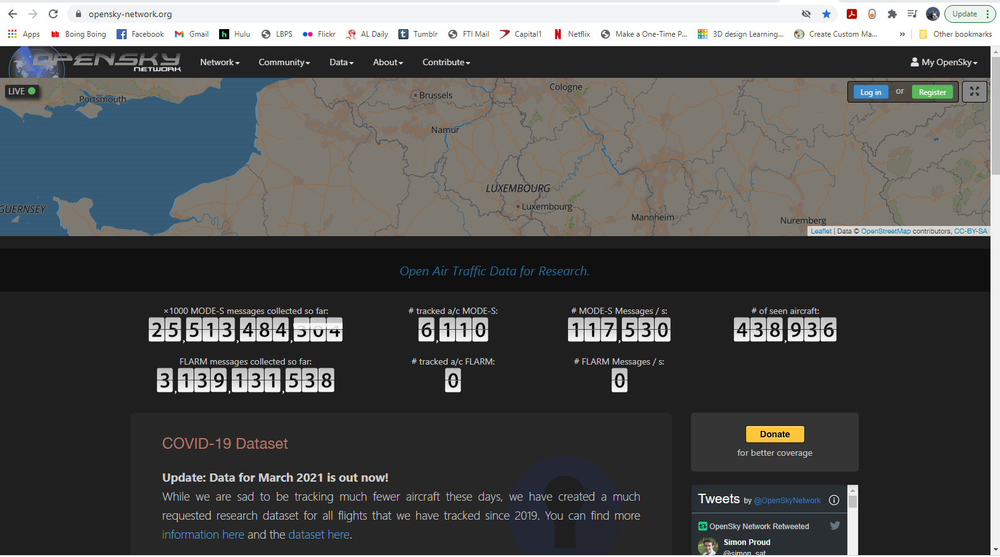 opensky-network.org
Update
Apps
bb Boing Boing
Facebook
Gmail
h Hulu
LBPS
Flickr
AL Daily
t Tumblr
FTI Mail
Capital1
N Netflix
Make a One-Time P...
3D design Learning...
Create Custom Ma...
»
Other bookmarks
OPENSKY
NETWORK
Network
Community
Data
About
Contribute
My OpenSky
LIVE
Log in or Register
Portsmouth
Brussels
Cologne
Namur
LUXEMBOURG
Luxembourg
GUERNSEY
Mannheim
Nuremberg
Leaflet | Data © OpenStreetMap contributors, CC-BY-SA
Open Air Traffic Data for Research.
×1000 MODE-S messages collected so far:
25,513,484,304
# tracked a/c MODE-S:
6,110
# MODE-S Messages / s:
117,530
# of seen aircraft:
438,936
FLARM messages collected so far:
3,139,131,538
# tracked a/c FLARM:
0
# FLARM Messages / s:
0
COVID-19 Dataset
Update: Data for March 2021 is out now!
While we are sad to be tracking much fewer aircraft these days, we have created a much
requested research dataset for all flights that we have tracked since 2019. You can find more
information here and the dataset here.
Donate
for better coverage
Tweets by @OpenSkyNetwork
OpenSky Network Retweeted
Simon Proud
@simon_sat